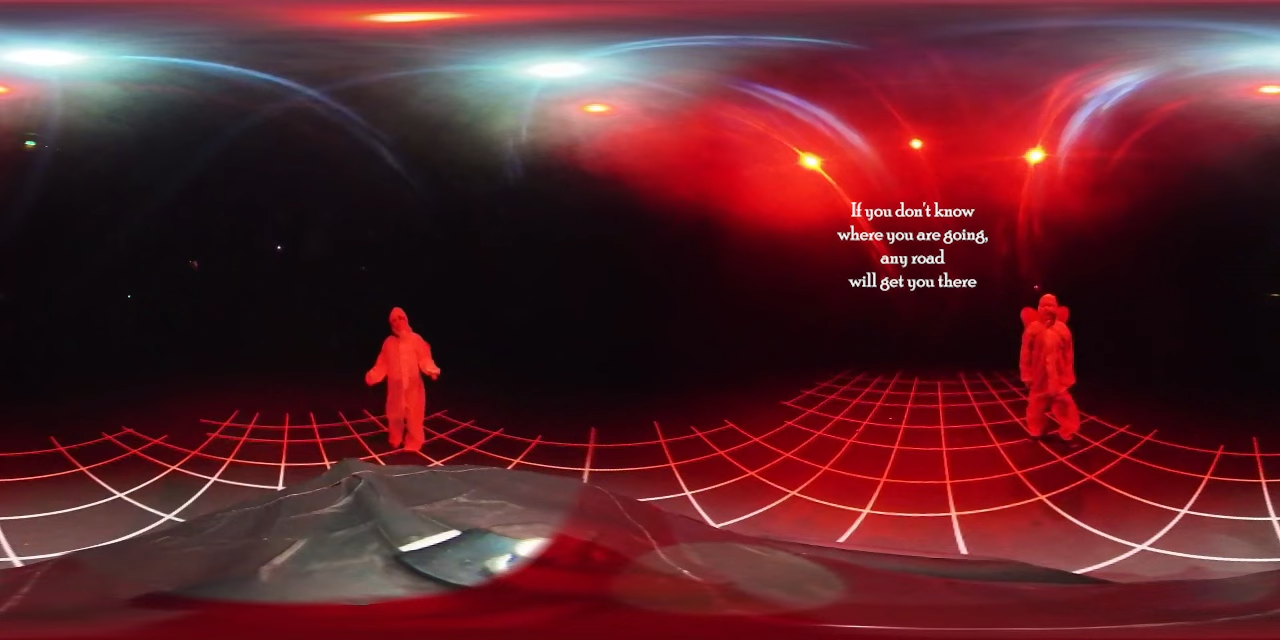 If you don't know
where you are going,
any road
will get you there